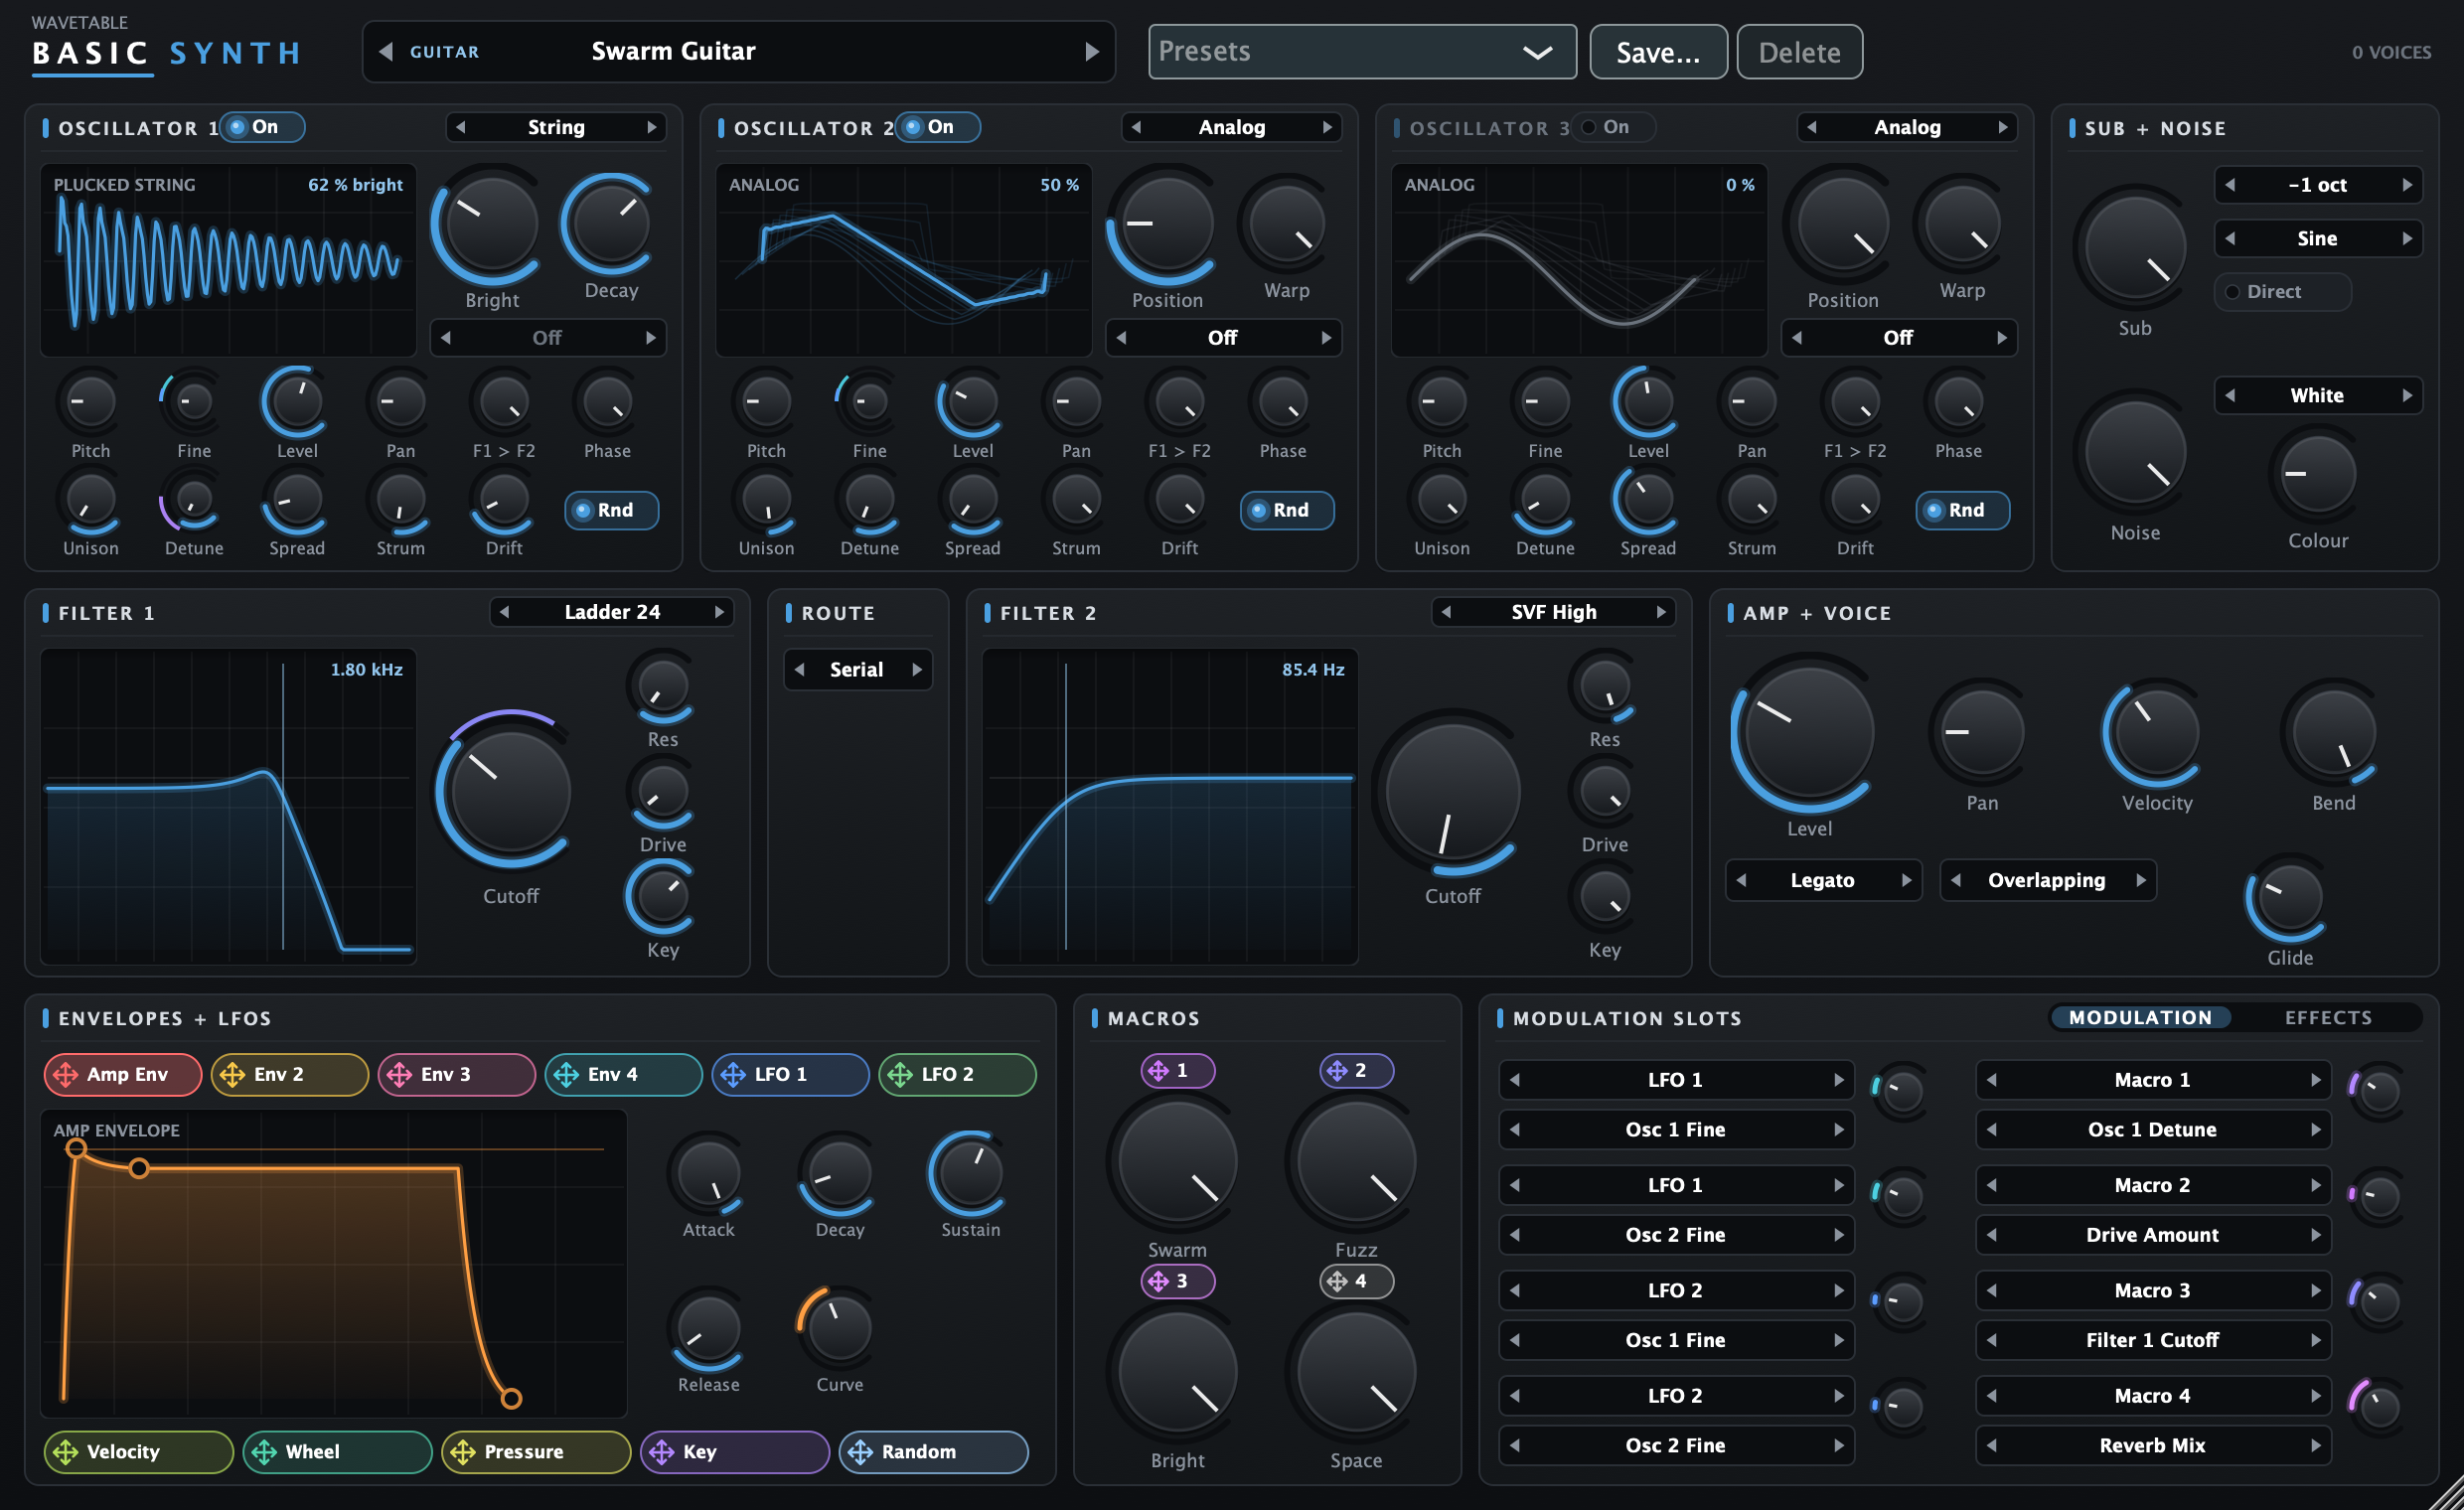 WAVETABLE
BASIC SYNTH
GUITAR
Swarm Guitar
Presets
Save...
Delete
0 VOICES
OSCILLATOR 1
On
String
PLUCKED STRING
62 % bright
Bright
Decay
Off
Pitch
Fine
Level
Pan
F1 > F2
Phase
Unison
Detune
Spread
Strum
Drift
Rnd
OSCILLATOR 2
On
Analog
ANALOG
50 %
Position
Warp
Off
Pitch
Fine
Level
Pan
F1 > F2
Phase
Unison
Detune
Spread
Strum
Drift
Rnd
OSCILLATOR 3
On
Analog
ANALOG
0 %
Position
Warp
Off
Pitch
Fine
Level
Pan
F1 > F2
Phase
Unison
Detune
Spread
Strum
Drift
Rnd
SUB + NOISE
−1 oct
Sine
Direct
Sub
White
Noise
Colour
FILTER 1
Ladder 24
1.80 kHz
Cutoff
Res
Drive
Key
ROUTE
Serial
FILTER 2
SVF High
85.4 Hz
Cutoff
Res
Drive
Key
AMP + VOICE
Level
Pan
Velocity
Bend
Legato
Overlapping
Glide
ENVELOPES + LFOS
Amp Env
Env 2
Env 3
Env 4
LFO 1
LFO 2
AMP ENVELOPE
Attack
Decay
Sustain
Release
Curve
Velocity
Wheel
Pressure
Key
Random
MACROS
1
2
Swarm
Fuzz
3
4
Bright
Space
MODULATION SLOTS
MODULATION
EFFECTS
LFO 1
Osc 1 Fine
Macro 1
Osc 1 Detune
LFO 1
Osc 2 Fine
Macro 2
Drive Amount
LFO 2
Osc 1 Fine
Macro 3
Filter 1 Cutoff
LFO 2
Osc 2 Fine
Macro 4
Reverb Mix